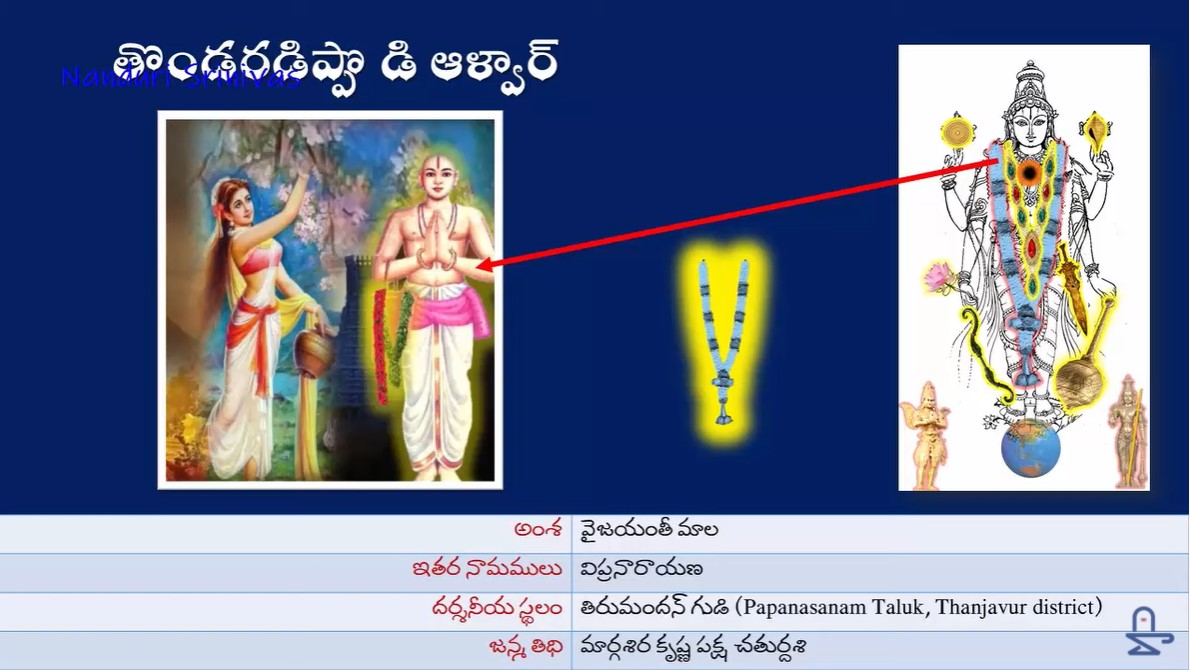 తొండరడిప్పొ డి ఆళ్వార్
Nanduri Srinivas
అంశ వైజయంతీ మాల
ఇతర నామములు విప్రనారాయణ
దర్శనీయ స్థలం తిరుమందన్ గుడి (Papanasanam Taluk, Thanjavur district)
జన్మ తిధి మార్గశిర కృష్ణ పక్ష చతుర్దశి